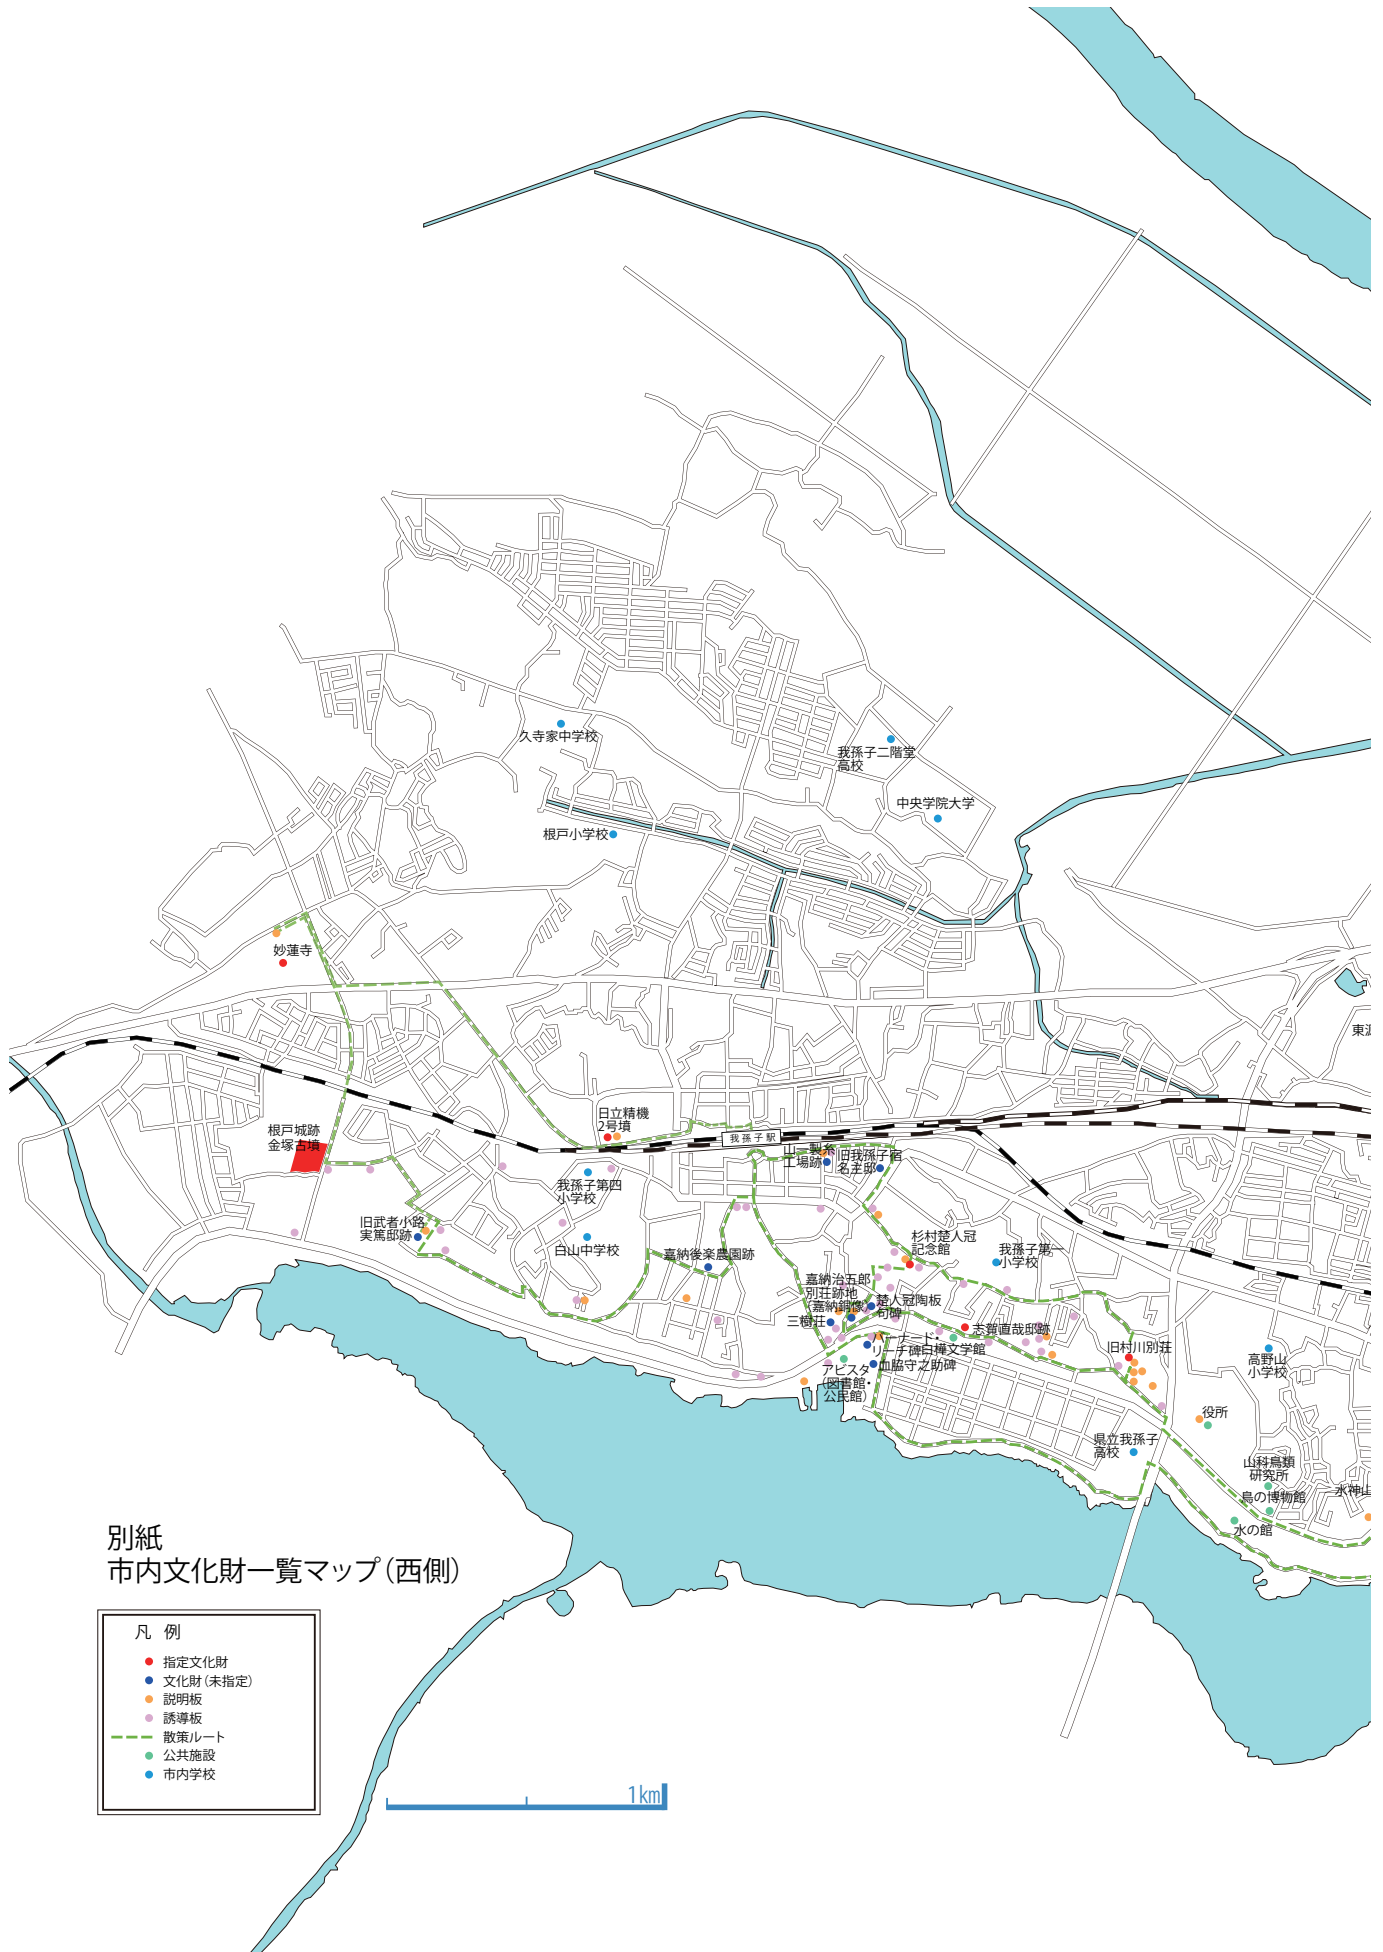 久寺家中学校
我孫子二階堂
高校
中央学院大学
根戸小学校
妙蓮寺
日立精機
2号墳
根戸城跡
金塚古墳
我孫子駅
山一製糸
工場跡
旧我孫子宿
名主邸
我孫子第四
小学校
旧武者小路
実篤邸跡
白山中学校
嘉納後楽農園跡
杉村楚人冠
記念館
我孫子第一
小学校
嘉納治五郎
別荘跡地
(嘉納銅像)
楚人冠陶板
句碑
三樹荘
志賀直哉邸跡
バーナード・
リーチ碑
白樺文学館
旧村川別荘
血脇守之助碑
アビスタ
(図書館・
公民館)
高野山
小学校
役所
県立我孫子
高校
山科鳥類
研究所
鳥の博物館
水神山
水の館
別紙
市内文化財一覧マップ(西側)
凡 例
指定文化財
文化財(未指定)
説明板
誘導板
散策ルート
公共施設
市内学校
1km